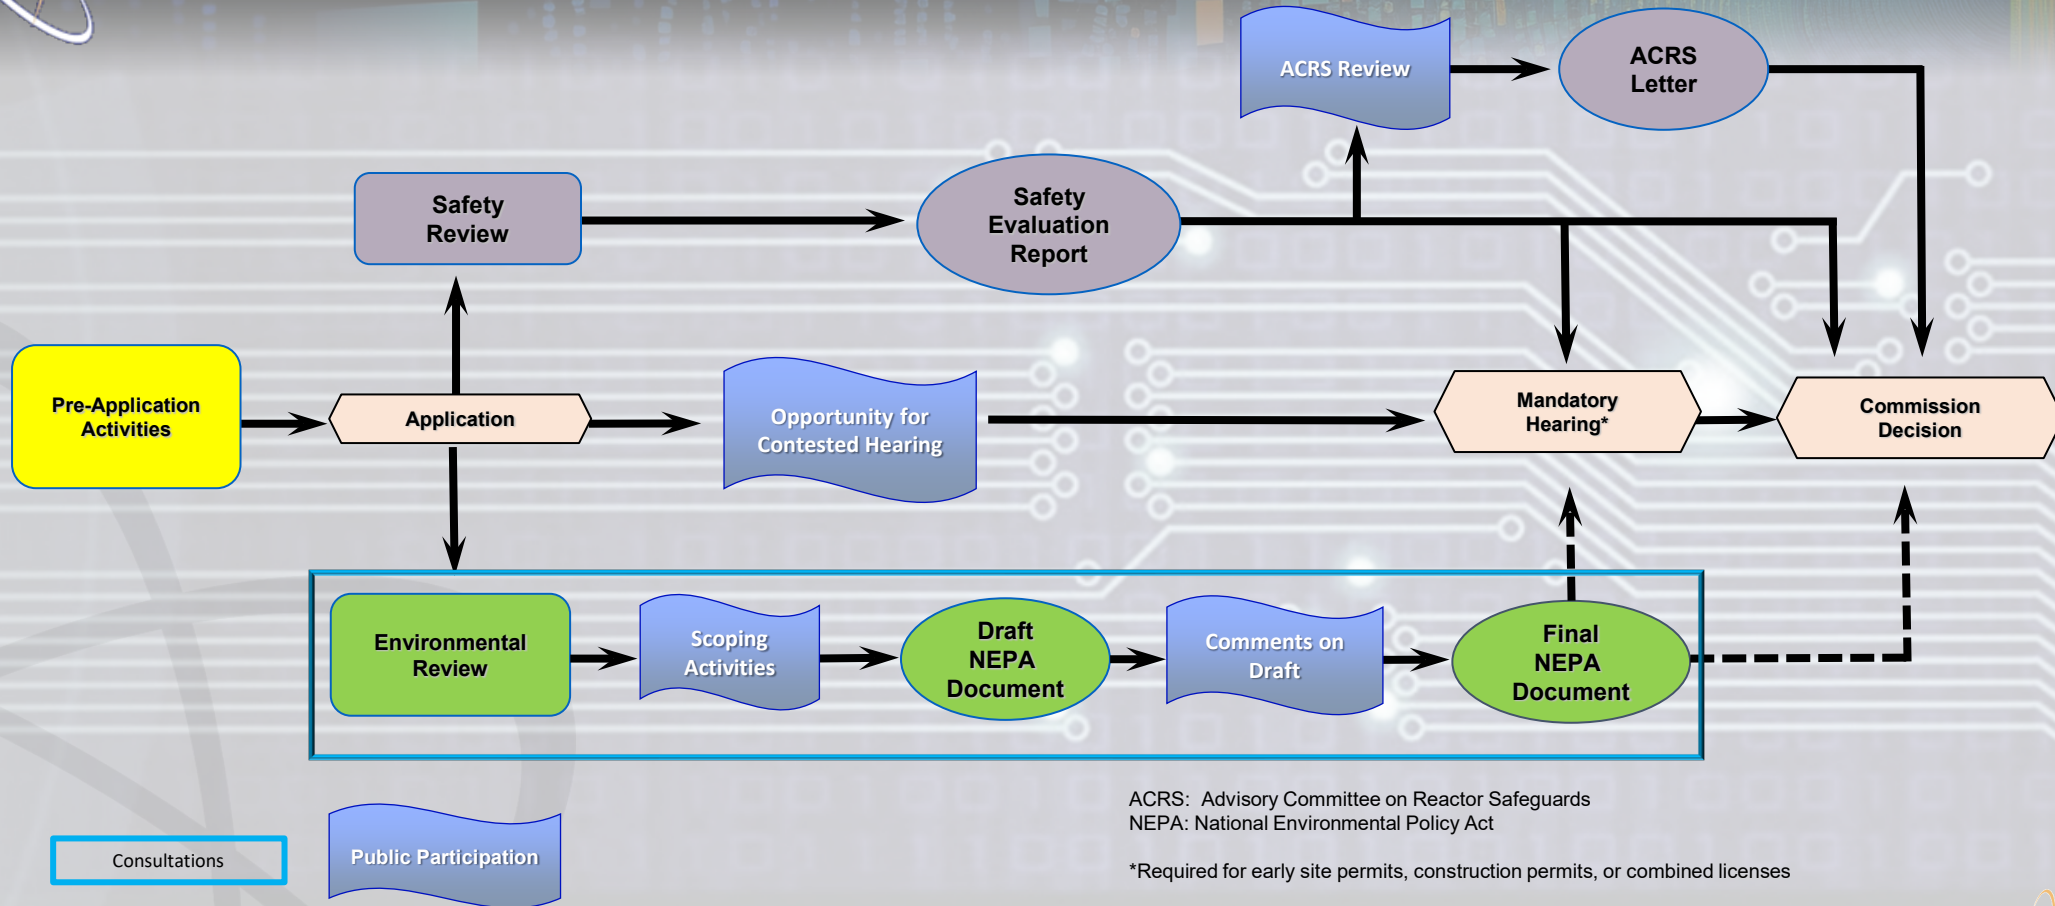 ACRS Review
ACRS
Letter
Safety
Review
Safety
Evaluation
Report
Pre-Application
Activities
Application
Opportunity for
Contested Hearing
Mandatory
Hearing*
Commission
Decision
Environmental
Review
Scoping
Activities
Draft
NEPA
Document
Comments on
Draft
Final
NEPA
Document
Consultations
Public Participation
ACRS:  Advisory Committee on Reactor Safeguards
NEPA: National Environmental Policy Act
*Required for early site permits, construction permits, or combined licenses